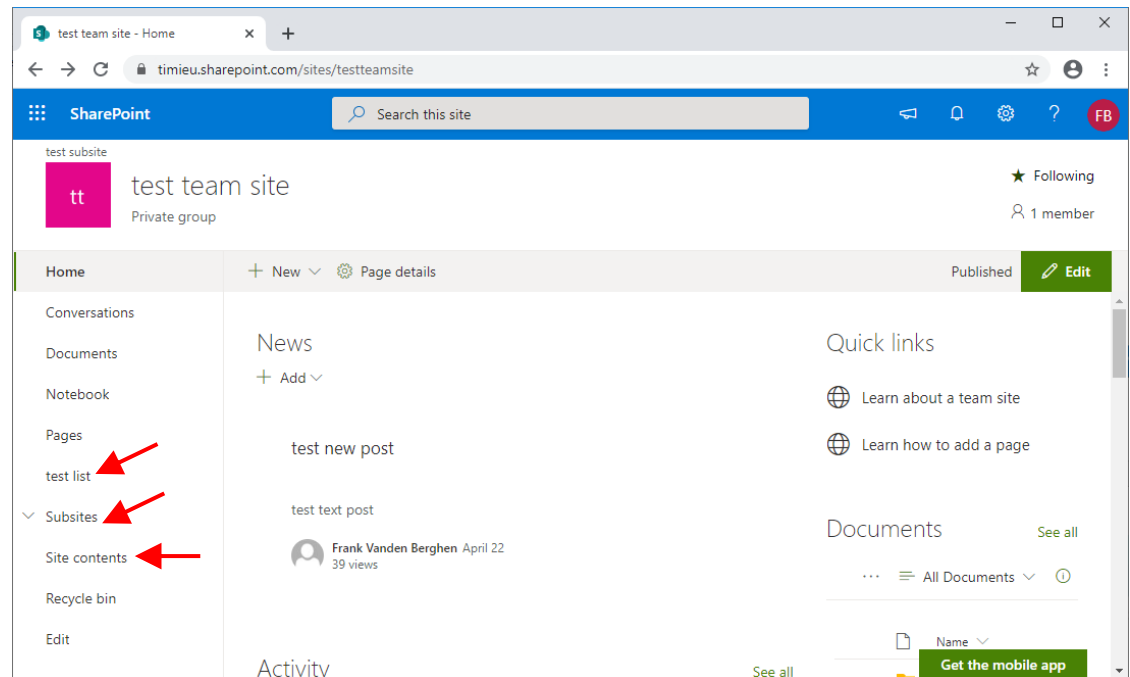 test team site - Home
timieu.sharepoint.com/sites/testteamsite
SharePoint
Search this site
?
FB
test subsite
tt
test team site
Private group
Following
1 member
Home
New
Page details
Published
Edit
Conversations
Documents
Notebook
Pages
test list
Subsites
Site contents
Recycle bin
Edit
News
Add
test new post
test text post
Frank Vanden Berghen April 22
39 views
Activity
See all
Quick links
Learn about a team site
Learn how to add a page
Documents
See all
All Documents
Name
Get the mobile app